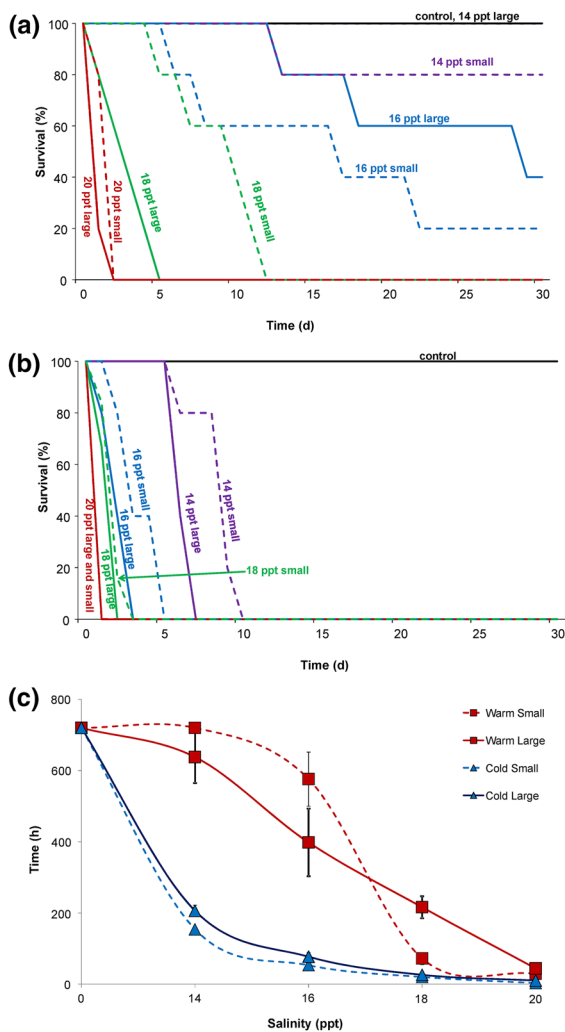 (a)
control, 14 ppt large
14 ppt small
16 ppt large
16 ppt small
20 ppt large
20 ppt small
18 ppt large
18 ppt small
Survival (%)
100
80
60
40
20
0
0 5 10 15 20 25 30
Time (d)
(b)
control
20 ppt large and small
18 ppt large
16 ppt large
16 ppt small
14 ppt large
14 ppt small
18 ppt small
Survival (%)
100
80
60
40
20
0
0 5 10 15 20 25 30
Time (d)
(c)
Warm Small
Warm Large
Cold Small
Cold Large
Time (h)
800
600
400
200
0
0 14 16 18 20
Salinity (ppt)